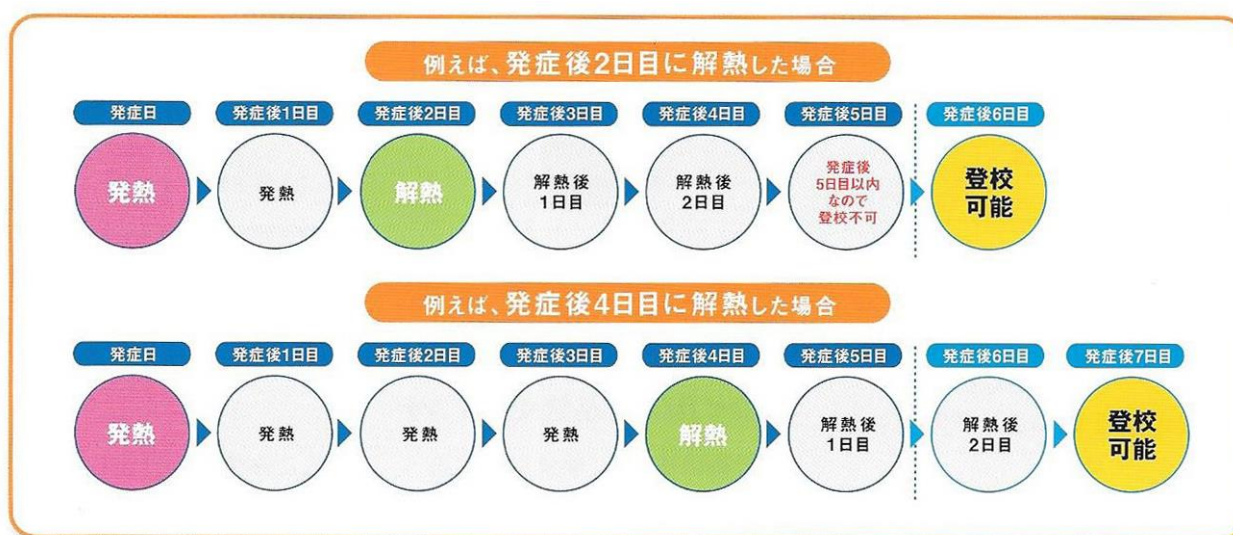 例えば、発症後2日目に解熱した場合
発症日 発症後1日目 発症後2日目 発症後3日目 発症後4日目 発症後5日目 発症後6日目
発熱
発熱
解熱
解熱後
1日目
解熱後
2日目
発症後
5日目以内
なので
登校不可
登校
可能
例えば、発症後4日目に解熱した場合
発症日 発症後1日目 発症後2日目 発症後3日目 発症後4日目 発症後5日目 発症後6日目 発症後7日目
発熱
発熱
発熱
発熱
解熱
解熱後
1日目
解熱後
2日目
登校
可能